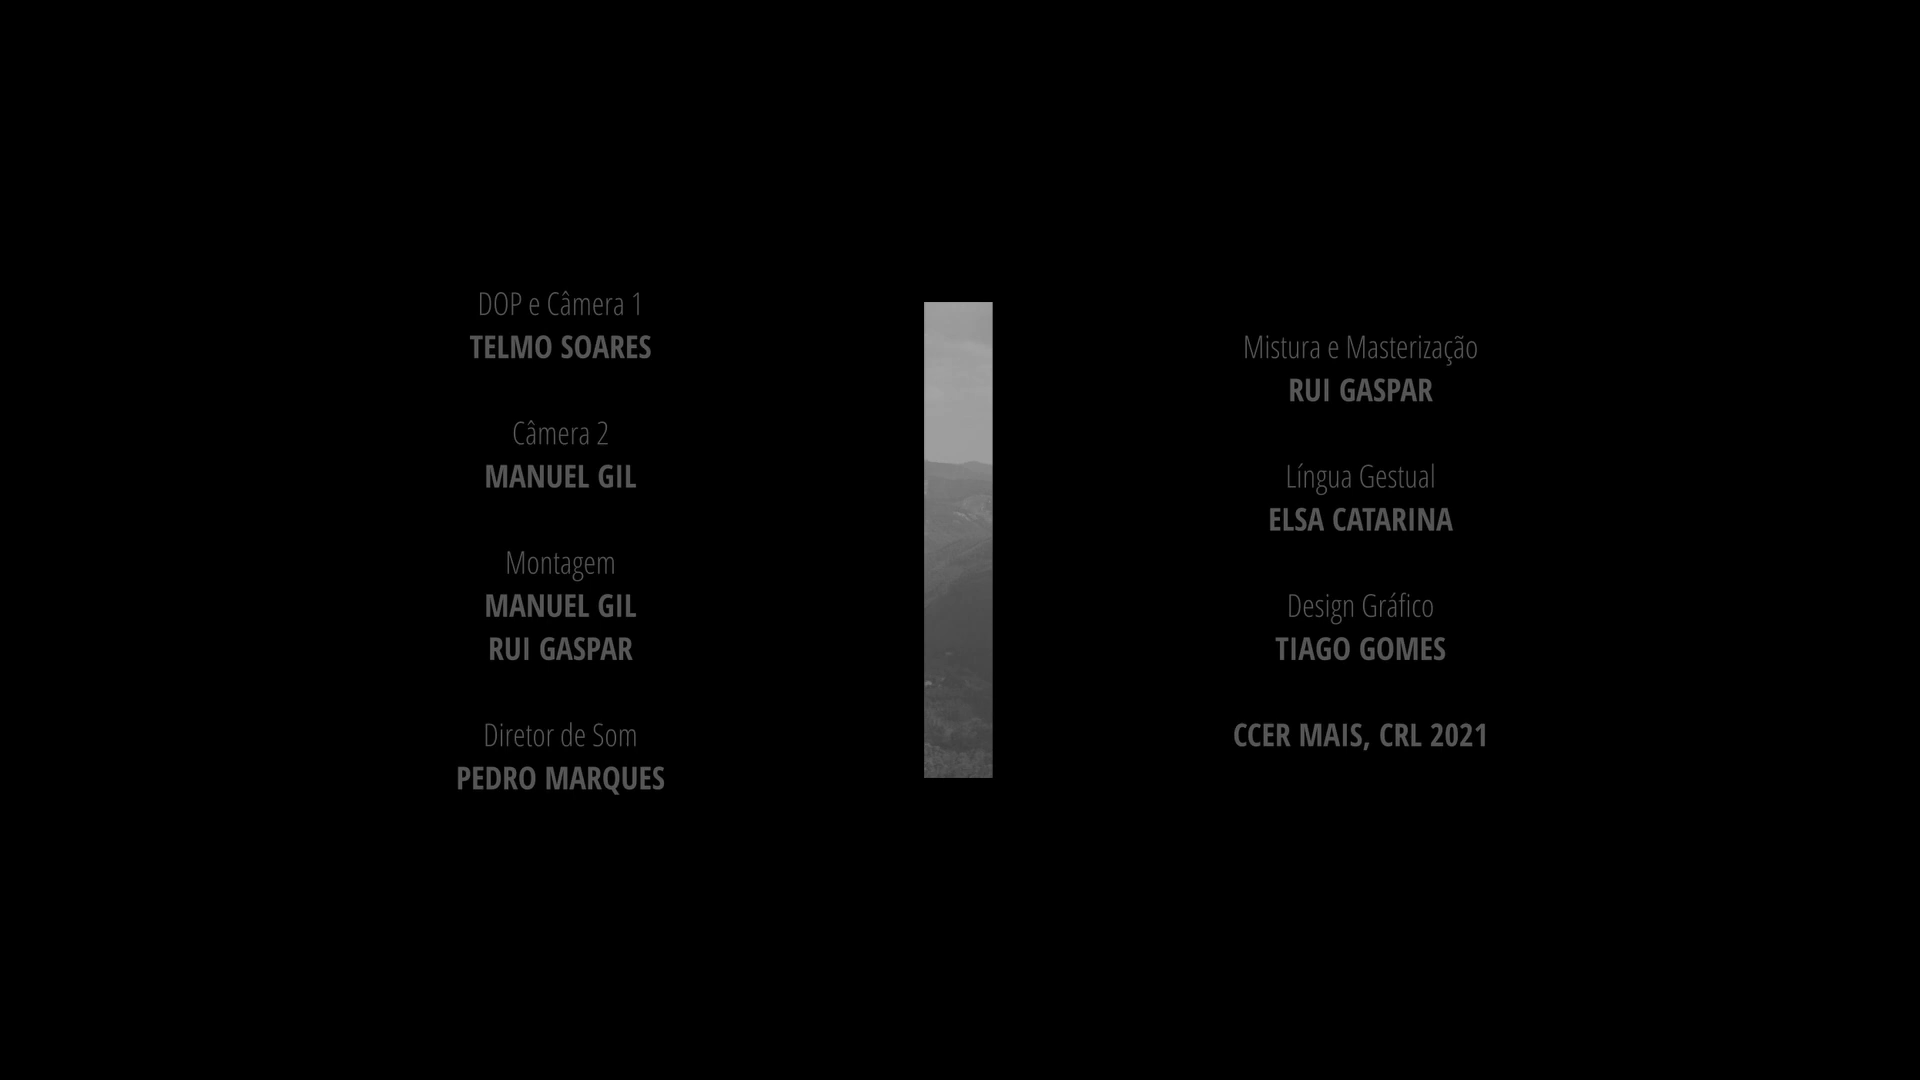 DOP e Câmera 1
TELMO SOARES
Câmera 2
MANUEL GIL
Montagem
MANUEL GIL
RUI GASPAR
Diretor de Som
PEDRO MARQUES
Mistura e Masterização
RUI GASPAR
Língua Gestual
ELSA CATARINA
Design Gráfico
TIAGO GOMES
CCER MAIS, CRL 2021